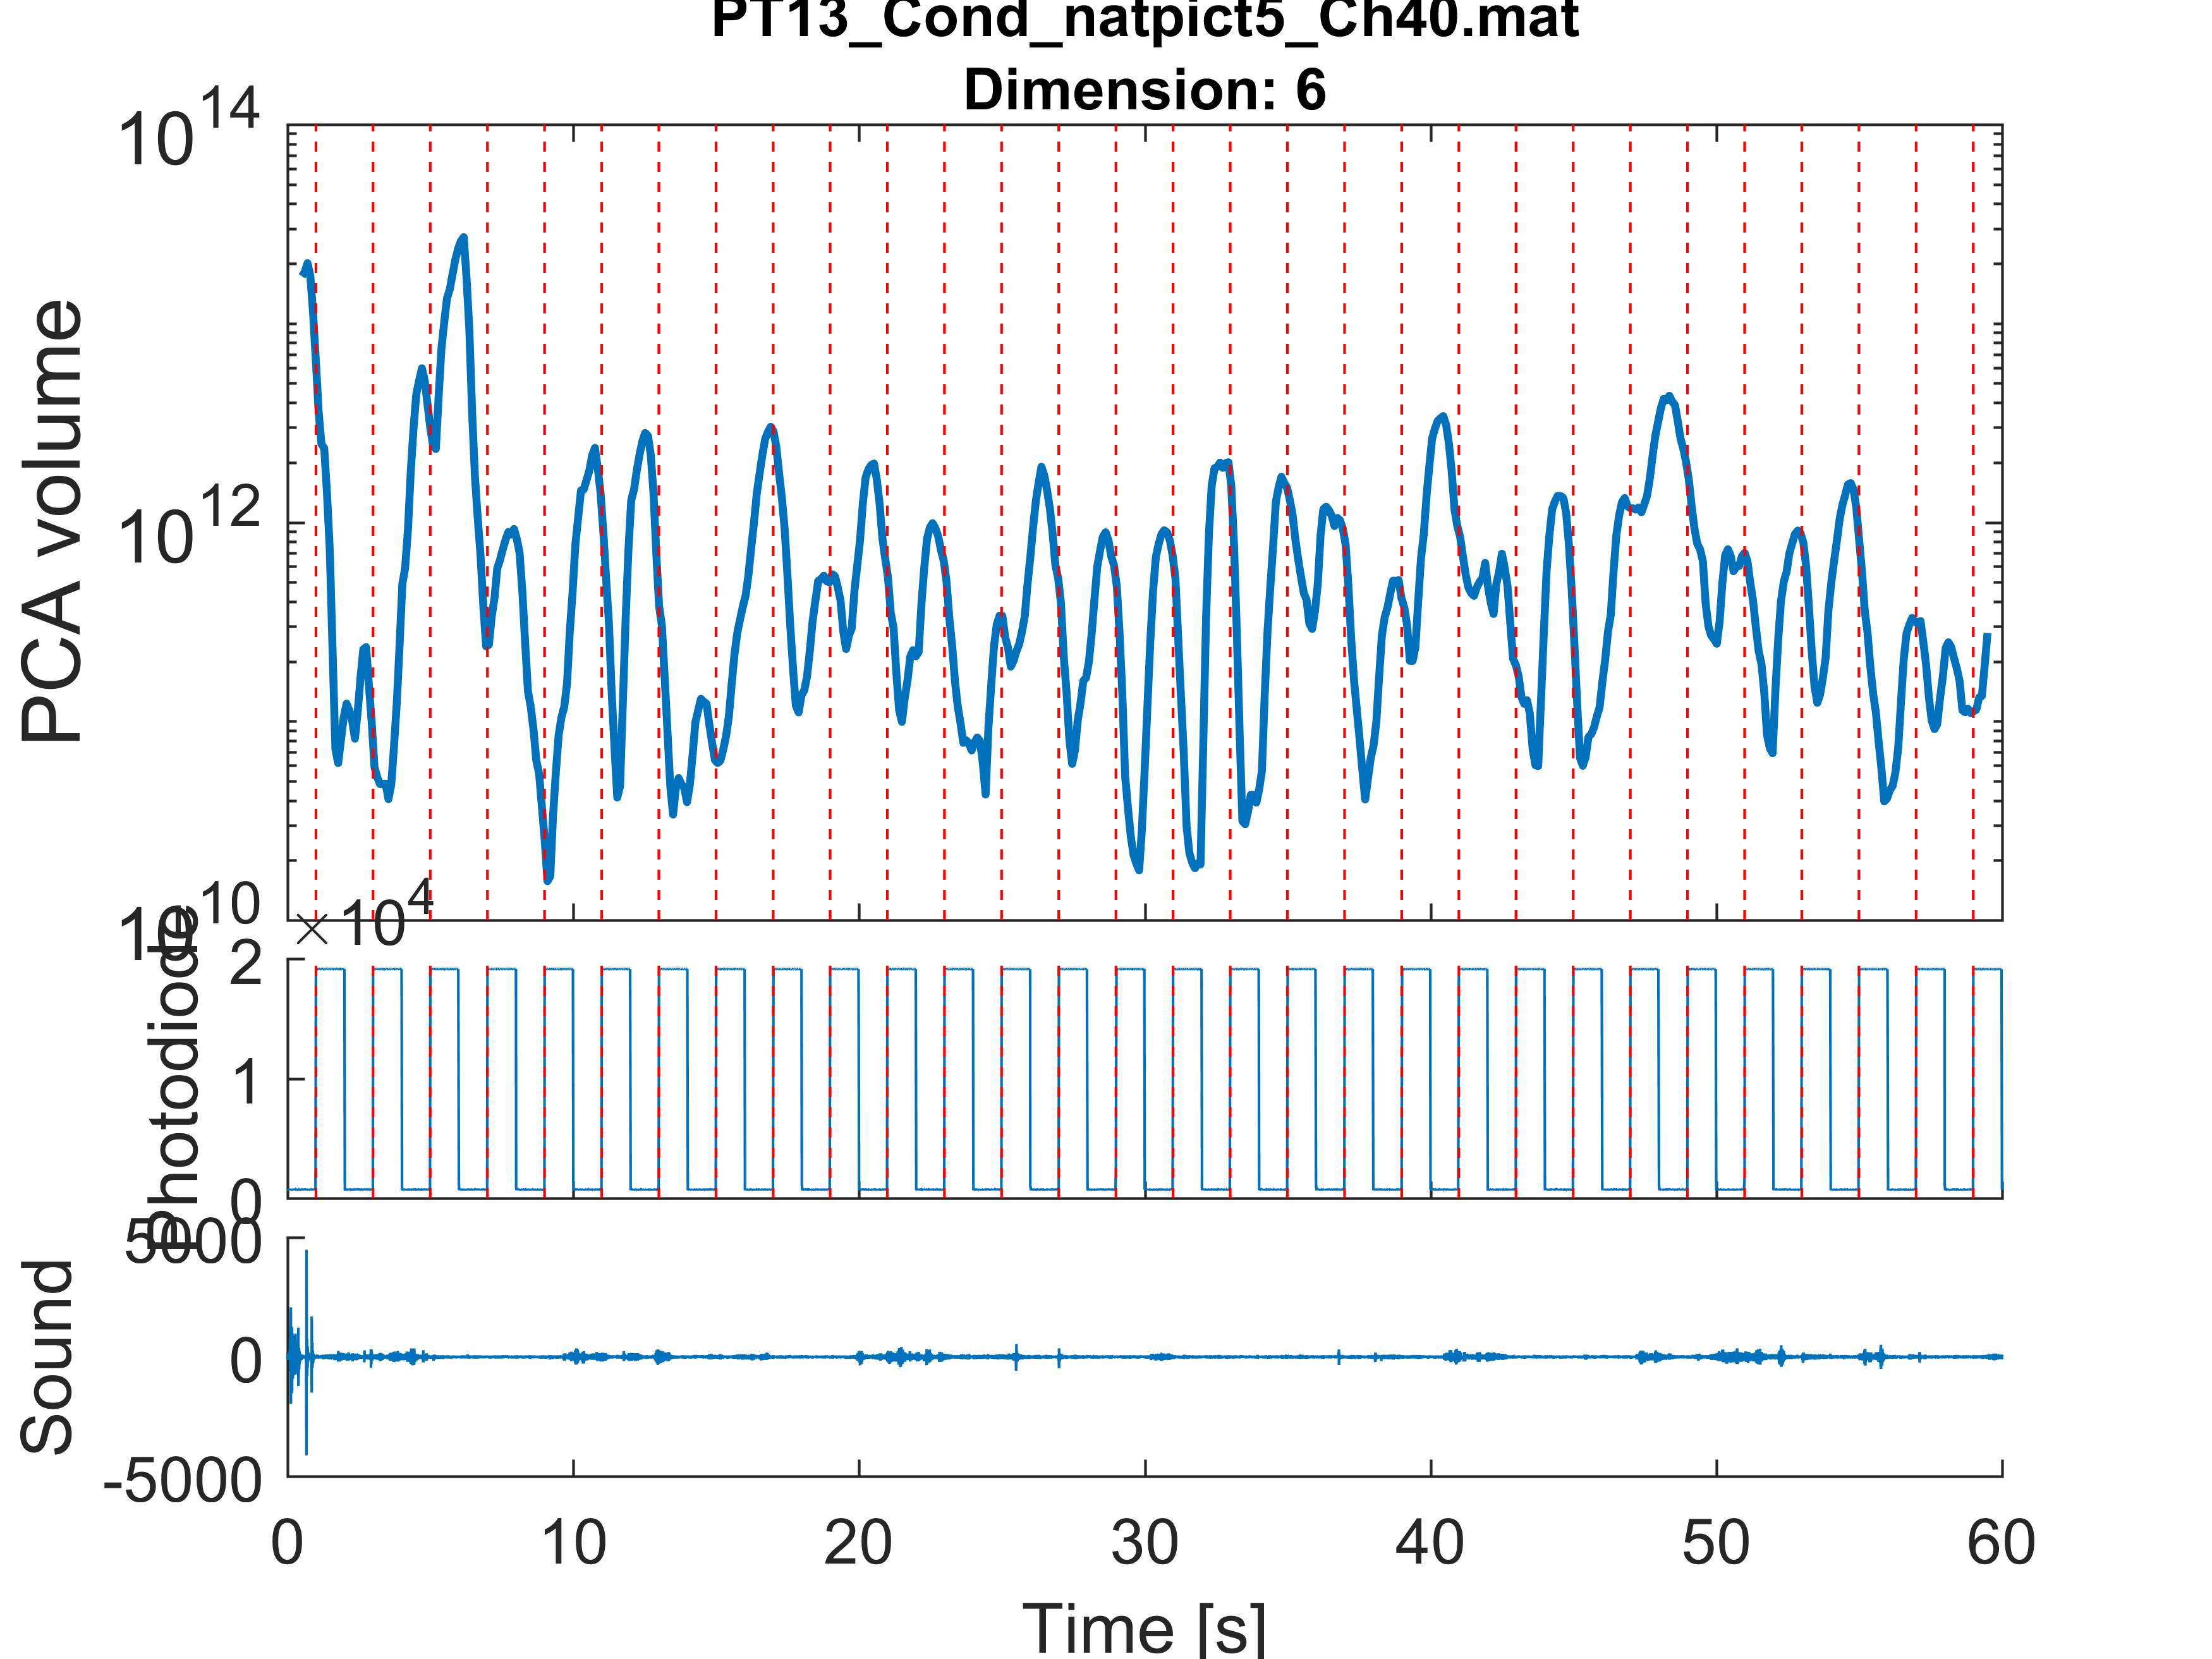 PT13_Cond_natpict5_Ch40.mat
Dimension: 6
10^14
10^12
10^10
PCA volume
×10^4
2
1
0
Photodiode
5000
0
-5000
Sound
0 10 20 30 40 50 60
Time [s]